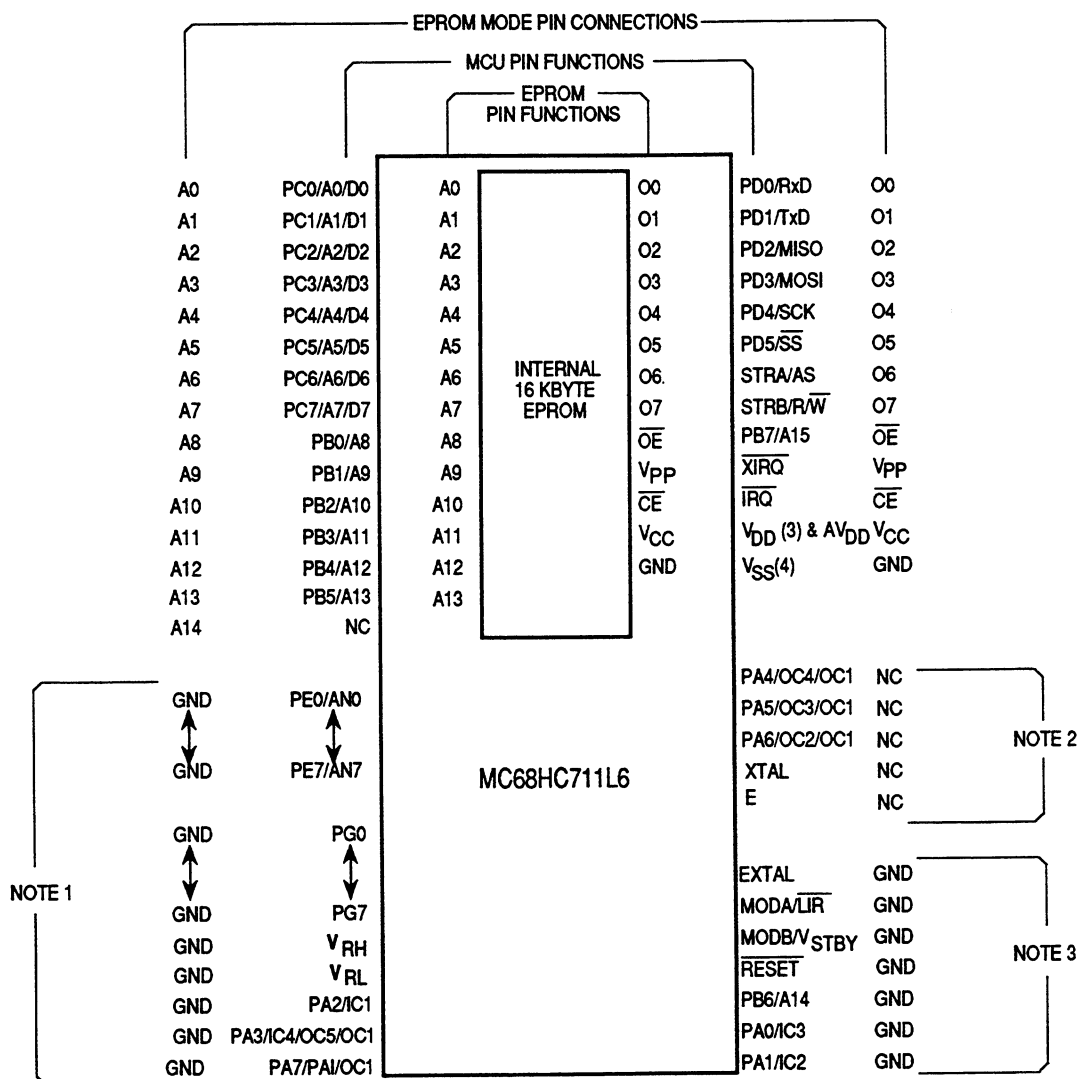 EPROM MODE PIN CONNECTIONS
MCU PIN FUNCTIONS
EPROM
PIN FUNCTIONS
A0 PC0/A0/D0 A0 O0 PD0/RxD O0
A1 PC1/A1/D1 A1 O1 PD1/TxD O1
A2 PC2/A2/D2 A2 O2 PD2/MISO O2
A3 PC3/A3/D3 A3 O3 PD3/MOSI O3
A4 PC4/A4/D4 A4 O4 PD4/SCK O4
A5 PC5/A5/D5 A5 O5 PD5/S̅S̅ O5
A6 PC6/A6/D6 A6 INTERNAL O6. STRA/AS O6
16 KBYTE
A7 PC7/A7/D7 A7 EPROM O7 STRB/R/W̅ O7
A8 PB0/A8 A8 O̅E̅ PB7/A15 O̅E̅
A9 PB1/A9 A9 VPP X̅I̅R̅Q̅ VPP
A10 PB2/A10 A10 C̅E̅ I̅R̅Q̅ C̅E̅
A11 PB3/A11 A11 VCC VDD (3) & AVDD VCC
A12 PB4/A12 A12 GND VSS(4) GND
A13 PB5/A13 A13
A14 NC
PA4/OC4/OC1 NC
GND PE0/AN0 PA5/OC3/OC1 NC
PA6/OC2/OC1 NC NOTE 2
GND PE7/AN7 MC68HC711L6 XTAL NC
E NC
GND PG0
EXTAL GND
NOTE 1
GND PG7 MODA/L̅I̅R̅ GND
GND VRH MODB/VSTBY GND
NOTE 3
GND VRL R̅E̅S̅E̅T̅ GND
GND PA2/IC1 PB6/A14 GND
GND PA3/IC4/OC5/OC1 PA0/IC3 GND
GND PA7/PAI/OC1 PA1/IC2 GND